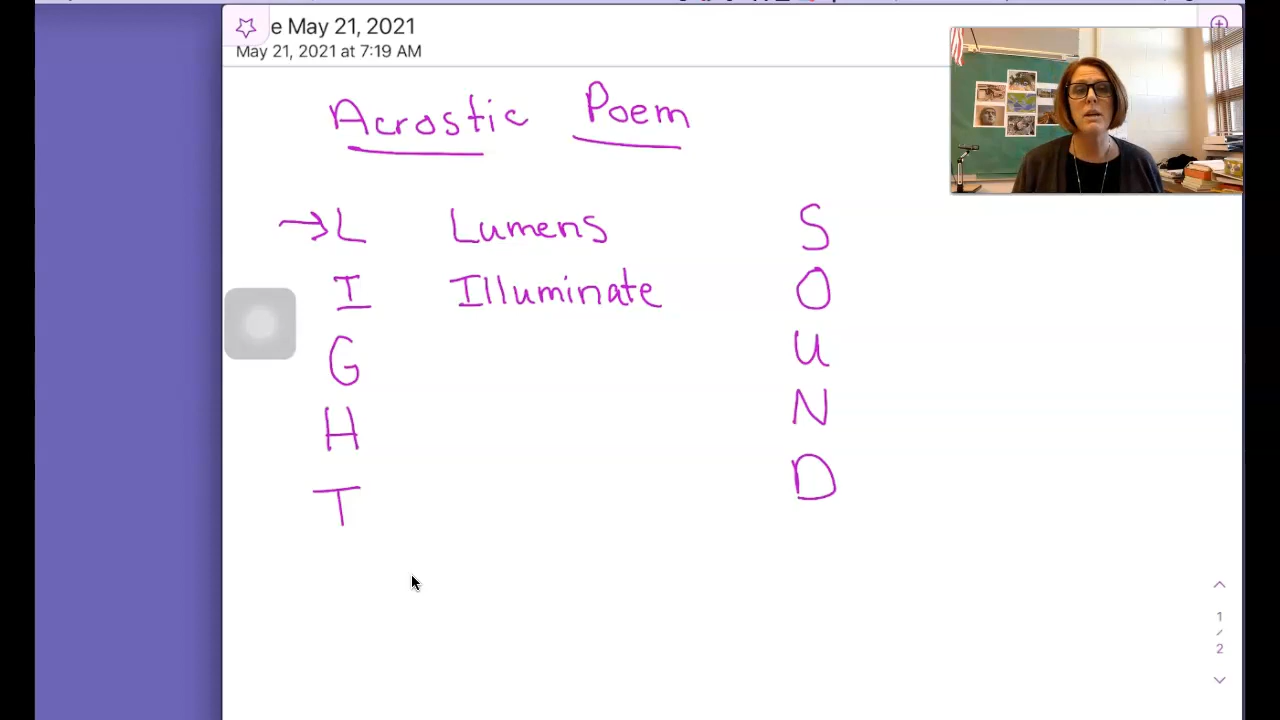 e May 21, 2021
May 21, 2021 at 7:19 AM
Acrostic Poem
→L Lumens S
I Illuminate O
G U
H N
T D
1
/
2